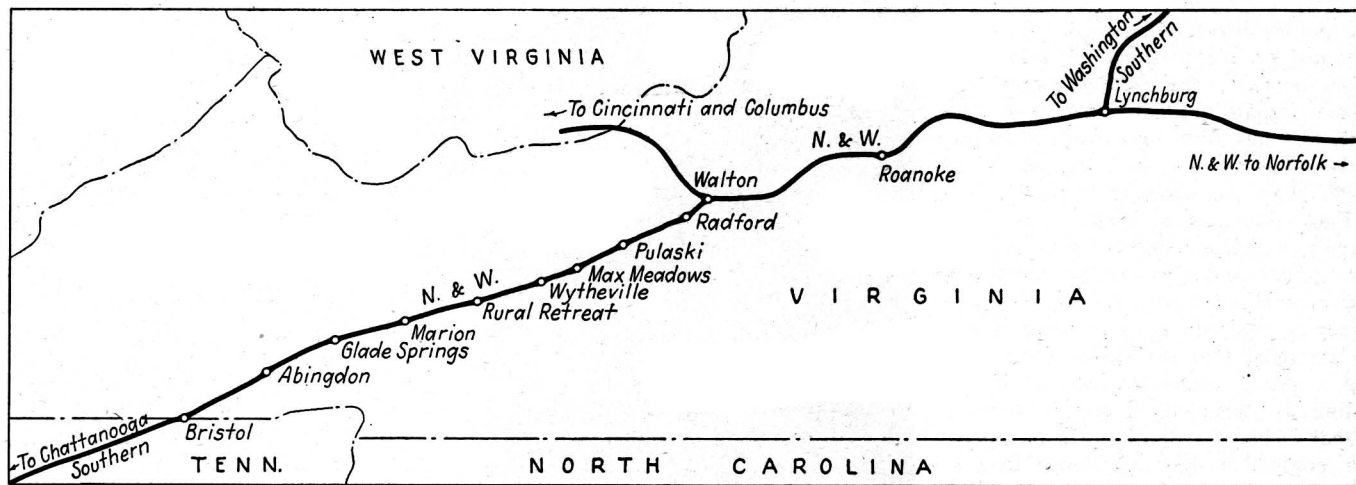 WEST VIRGINIA
To Washington
Southern
Lynchburg
To Cincinnati and Columbus
N. & W.
Roanoke
N. & W. to Norfolk
Walton
Radford
Pulaski
Max Meadows
Wytheville
Rural Retreat
N. & W.
Marion
Glade Springs
Abingdon
VIRGINIA
Bristol
To Chattanooga
Southern
TENN.
NORTH CAROLINA